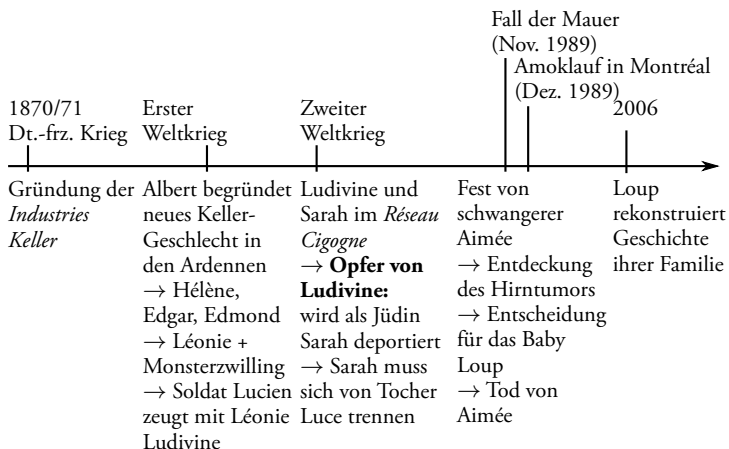 Fall der Mauer
(Nov. 1989)
Amoklauf in Montréal
(Dez. 1989)
1870/71
Dt.-frz. Krieg
Erster
Weltkrieg
Zweiter
Weltkrieg
2006
Gründung der
Industries
Keller
Albert begründet
neues Keller-
Geschlecht in
den Ardennen
→ Hélène,
Edgar, Edmond
→ Léonie +
Monsterzwilling
→ Soldat Lucien
zeugt mit Léonie
Ludivine
Ludivine und
Sarah im Réseau
Cigogne
→ Opfer von
Ludivine:
wird als Jüdin
Sarah deportiert
→ Sarah muss
sich von Tocher
Luce trennen
Fest von
schwangerer
Aimée
→ Entdeckung
des Hirntumors
→ Entscheidung
für das Baby
Loup
→ Tod von
Aimée
Loup
rekonstruiert
Geschichte
ihrer Familie